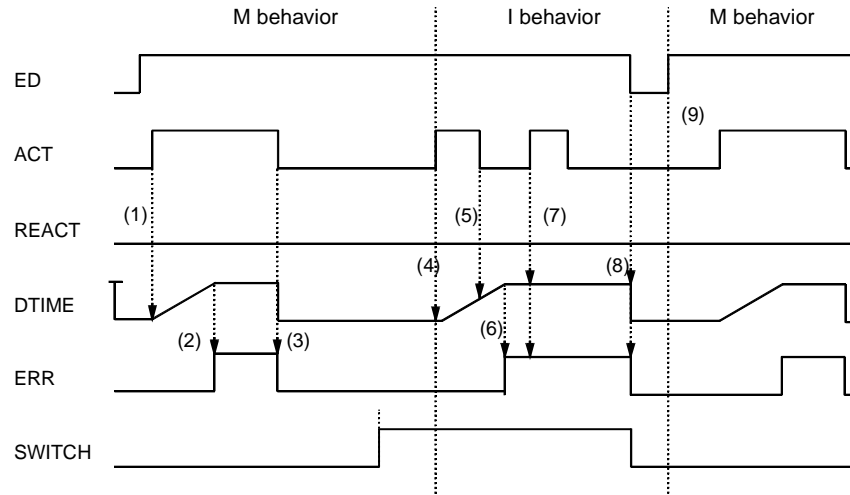 M behavior I behavior M behavior
ED
(9)
ACT
(1) (5) (7)
REACT
(4) (8)
DTIME
(2) (3) (6)
ERR
SWITCH